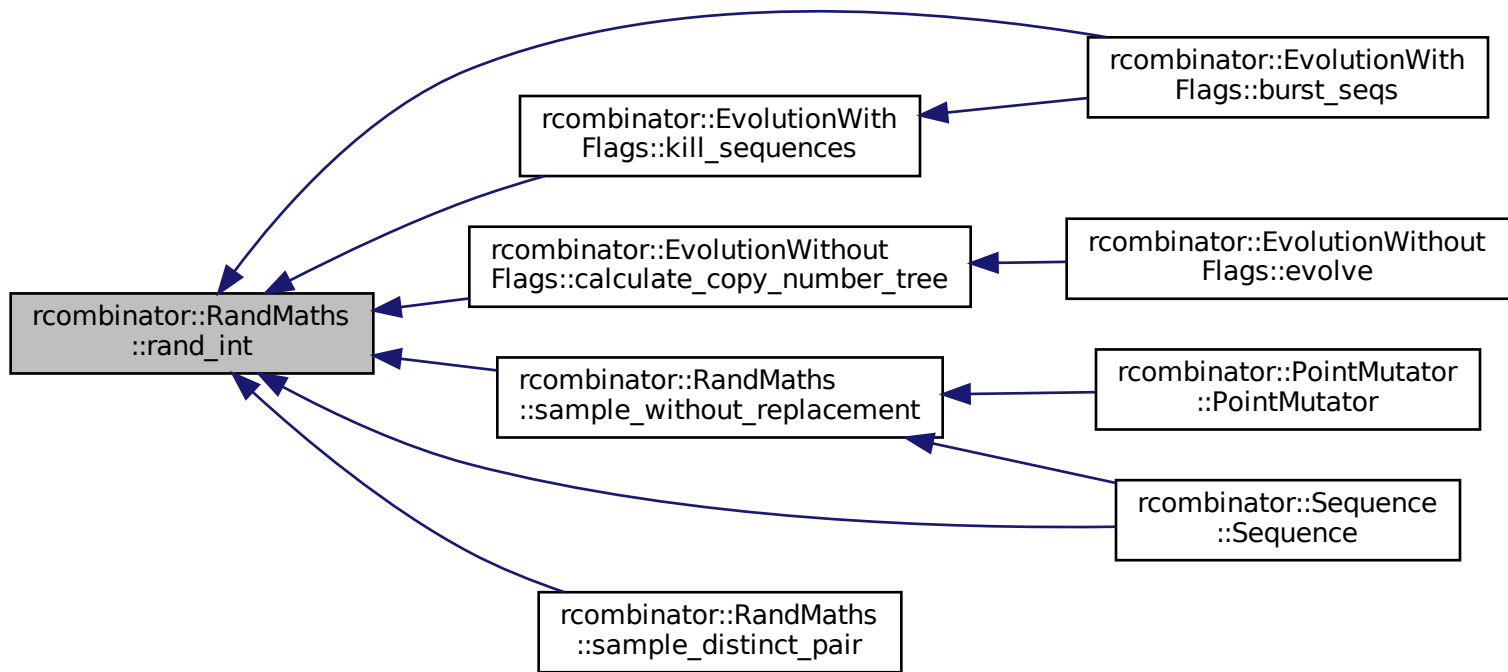 rcombinator::RandMaths
::rand_int
rcombinator::EvolutionWith
Flags::burst_seqs
rcombinator::EvolutionWith
Flags::kill_sequences
rcombinator::EvolutionWithout
Flags::calculate_copy_number_tree
rcombinator::EvolutionWithout
Flags::evolve
rcombinator::RandMaths
::sample_without_replacement
rcombinator::PointMutator
::PointMutator
rcombinator::Sequence
::Sequence
rcombinator::RandMaths
::sample_distinct_pair